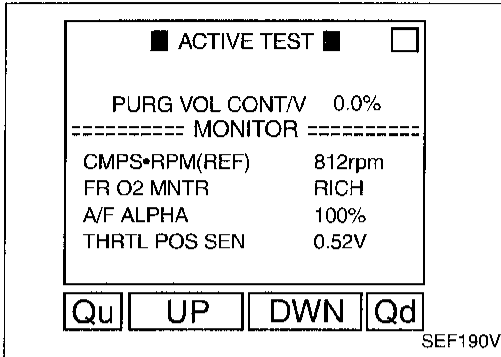 ■ ACTIVE TEST ■ □
PURG VOL CONT/V 0.0%
========== MONITOR ==========
CMPS•RPM(REF) 812rpm
FR O2 MNTR RICH
A/F ALPHA 100%
THRTL POS SEN 0.52V
Qu UP DWN Qd
SEF190V